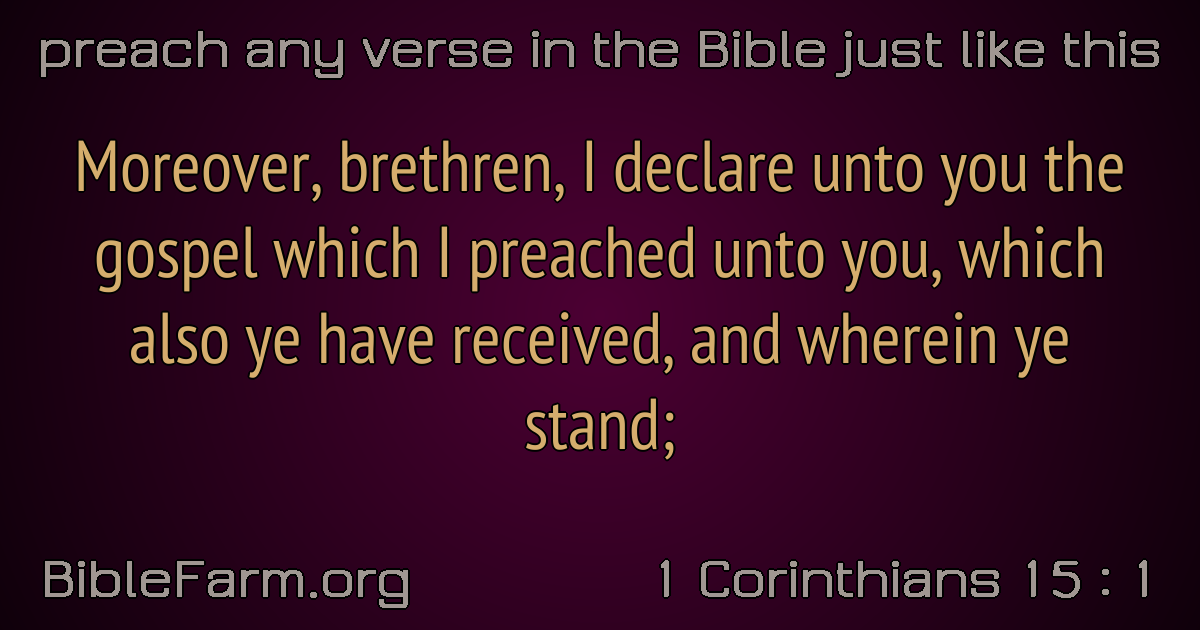 preach any verse in the Bible just like this
Moreover, brethren, I declare unto you the
gospel which I preached unto you, which
also ye have received, and wherein ye
stand;
BibleFarm.org
1 Corinthians 15 : 1